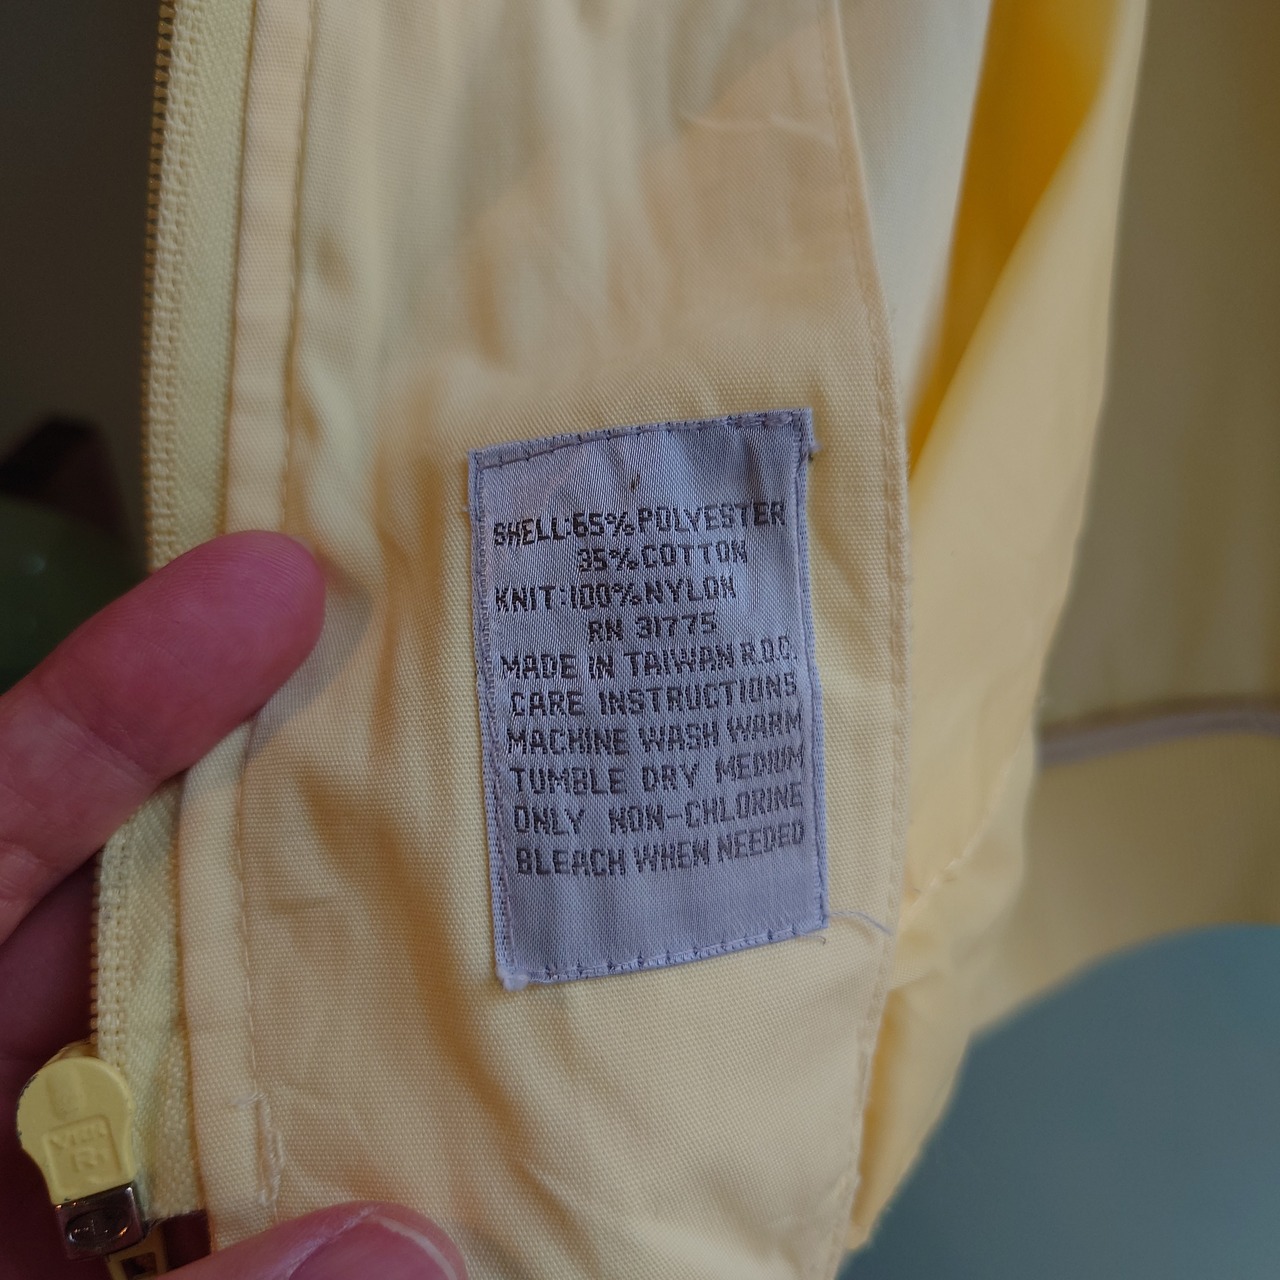 SHELL:65%POLYESTER
35%COTTON
KNIT:100%NYLON
RN 31775
MADE IN TAIWAN R.O.C.
CARE INSTRUCTIONS
MACHINE WASH WARM
TUMBLE DRY MEDIUM
ONLY NON-CHLORINE
BLEACH WHEN NEEDED